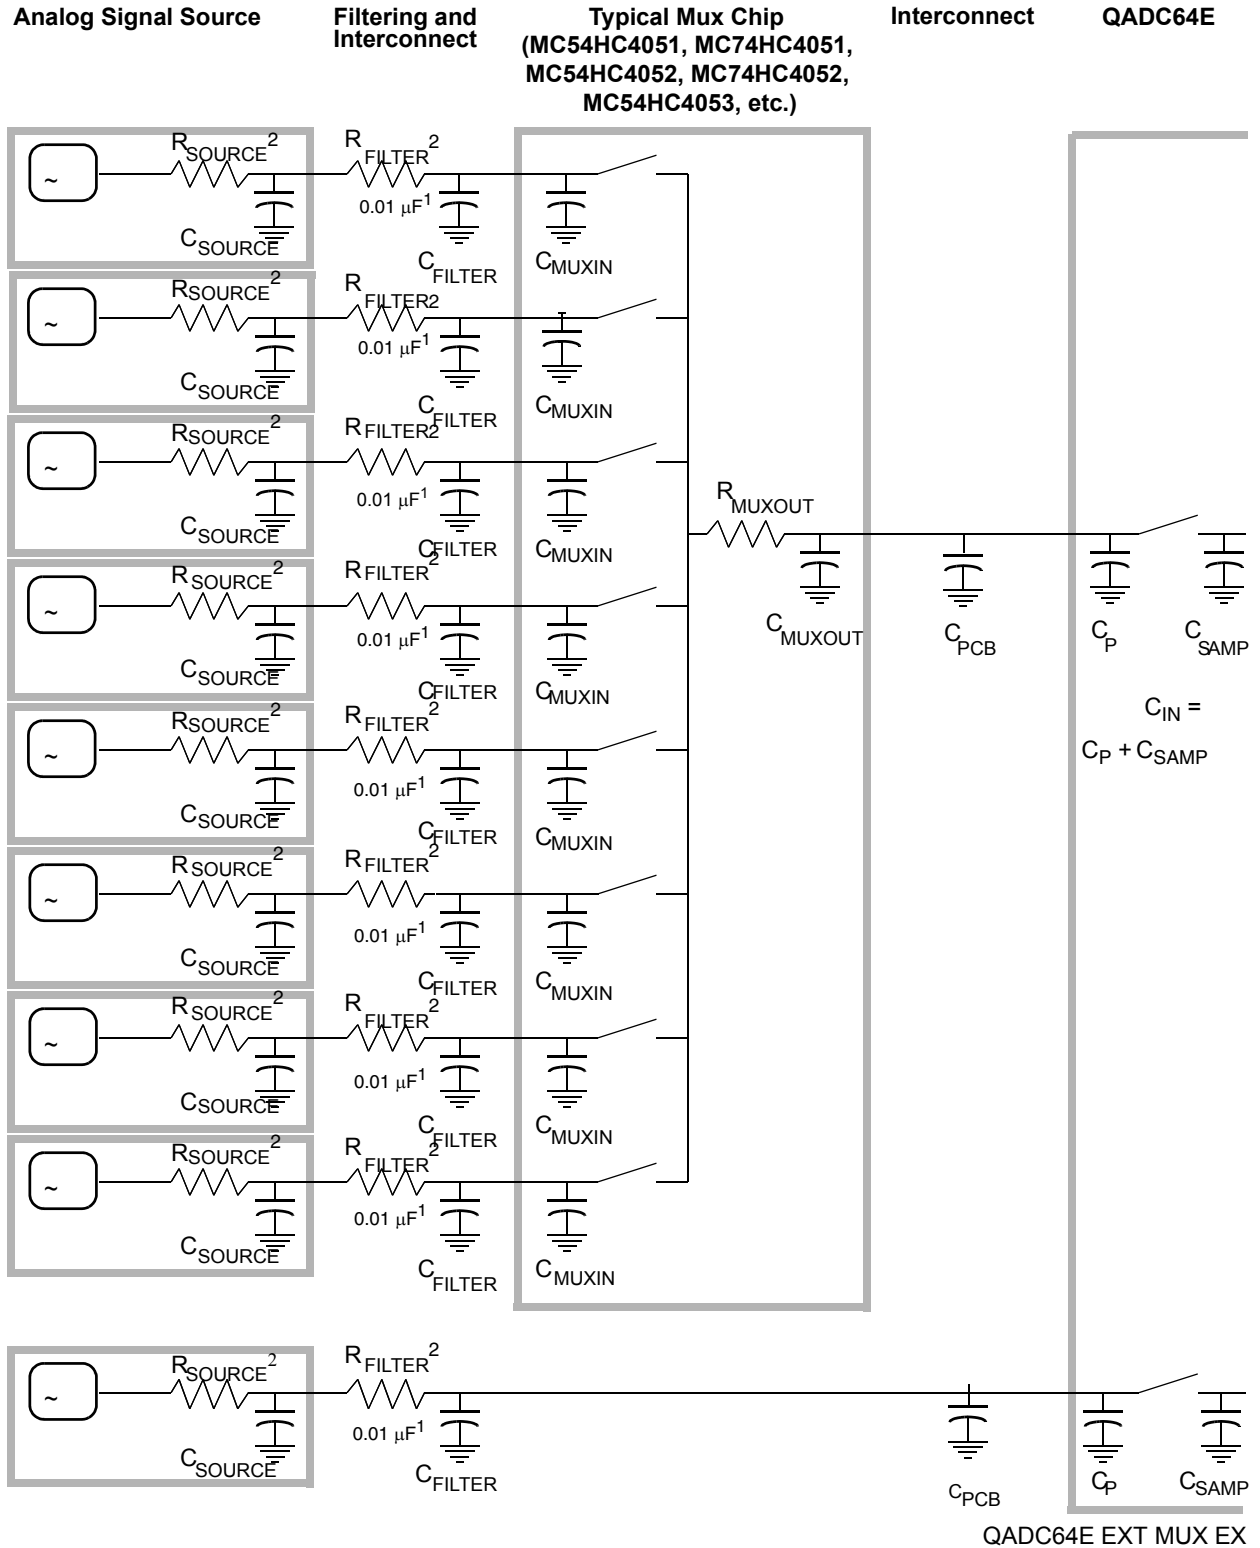 Analog Signal Source
Filtering and
Interconnect
Typical Mux Chip
(MC54HC4051, MC74HC4051,
MC54HC4052, MC74HC4052,
MC54HC4053, etc.)
Interconnect
QADC64E
~
RSOURCE2
CSOURCE
RFILTER2
0.01 μF1
CFILTER
CMUXIN
~
RSOURCE2
CSOURCE
RFILTER2
0.01 μF1
CFILTER
CMUXIN
~
RSOURCE2
CSOURCE
RFILTER2
0.01 μF1
CFILTER
CMUXIN
RMUXOUT
CMUXOUT
CPCB
CP
CSAMP
CIN =
CP + CSAMP
~
RSOURCE2
CSOURCE
RFILTER2
0.01 μF1
CFILTER
CMUXIN
~
RSOURCE2
CSOURCE
RFILTER2
0.01 μF1
CFILTER
CMUXIN
~
RSOURCE2
CSOURCE
RFILTER2
0.01 μF1
CFILTER
CMUXIN
~
RSOURCE2
CSOURCE
RFILTER2
0.01 μF1
CFILTER
CMUXIN
~
RSOURCE2
CSOURCE
RFILTER2
0.01 μF1
CFILTER
CMUXIN
~
RSOURCE2
CSOURCE
RFILTER2
0.01 μF1
CFILTER
CPCB
CP
CSAMP
QADC64E EXT MUX EX